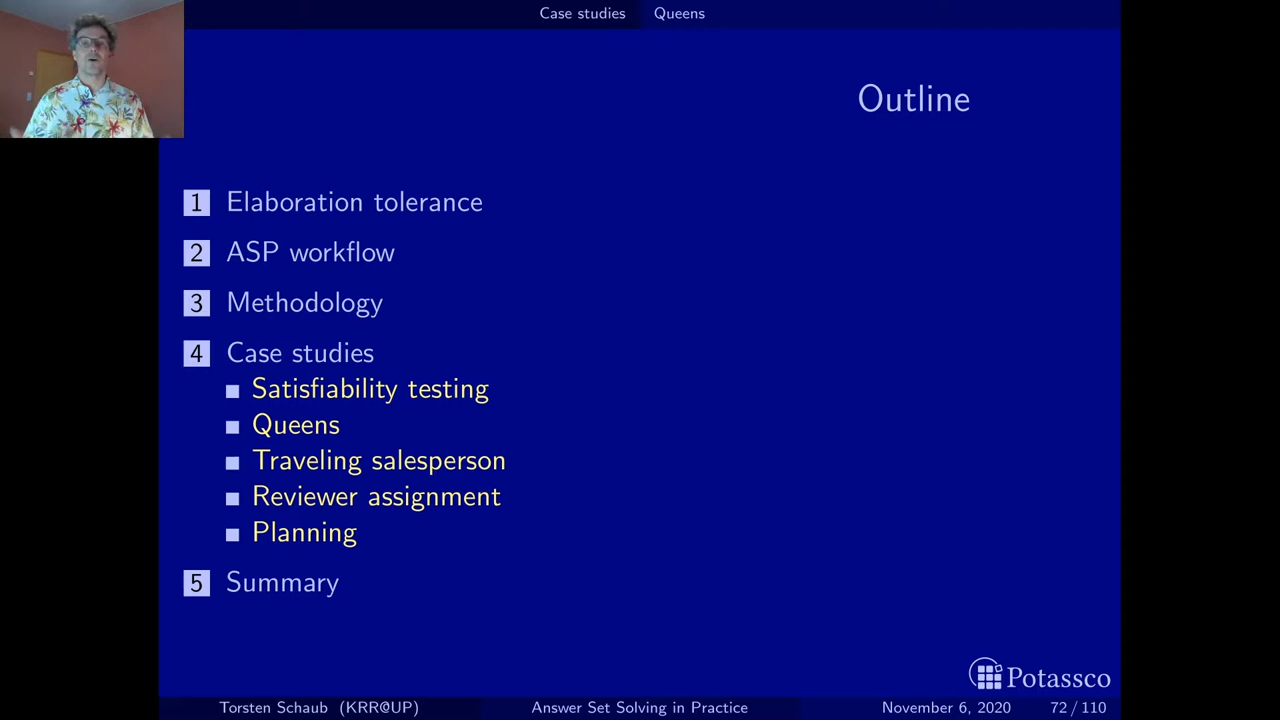 Case studies Queens
Outline
1 Elaboration tolerance
2 ASP workflow
3 Methodology
4 Case studies
Satisfiability testing
Queens
Traveling salesperson
Reviewer assignment
Planning
5 Summary
Potassco
Torsten Schaub (KRR@UP) Answer Set Solving in Practice November 6, 2020 72 / 110